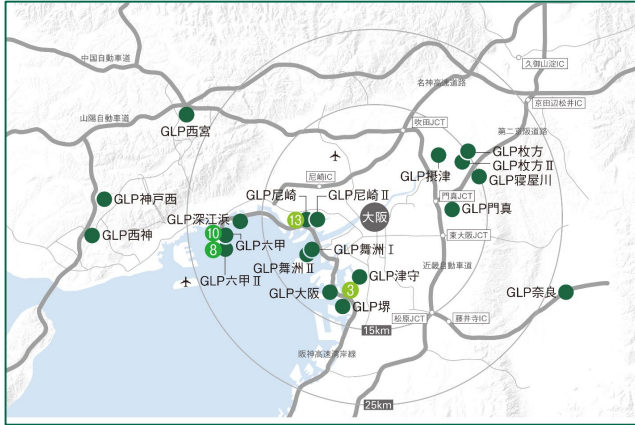 中国自動車道
久御山淀IC
名神高速道路
京田辺松井IC
山陽自動車道
吹田JCT
第二京阪道路
GLP西宮
GLP枚方
GLP枚方Ⅱ
GLP摂津
GLP寝屋川
尼崎IC
GLP神戸西
GLP尼崎
GLP尼崎Ⅱ
門真JCT
GLP門真
GLP深江浜
13
大阪
GLP西神
10
GLP六甲
東大阪JCT
8
GLP舞洲Ⅰ
GLP舞洲Ⅱ
近畿自動車道
GLP六甲Ⅱ
GLP津守
GLP大阪
3
GLP奈良
GLP堺
松原JCT
藤井寺IC
15km
阪神高速湾岸線
25km